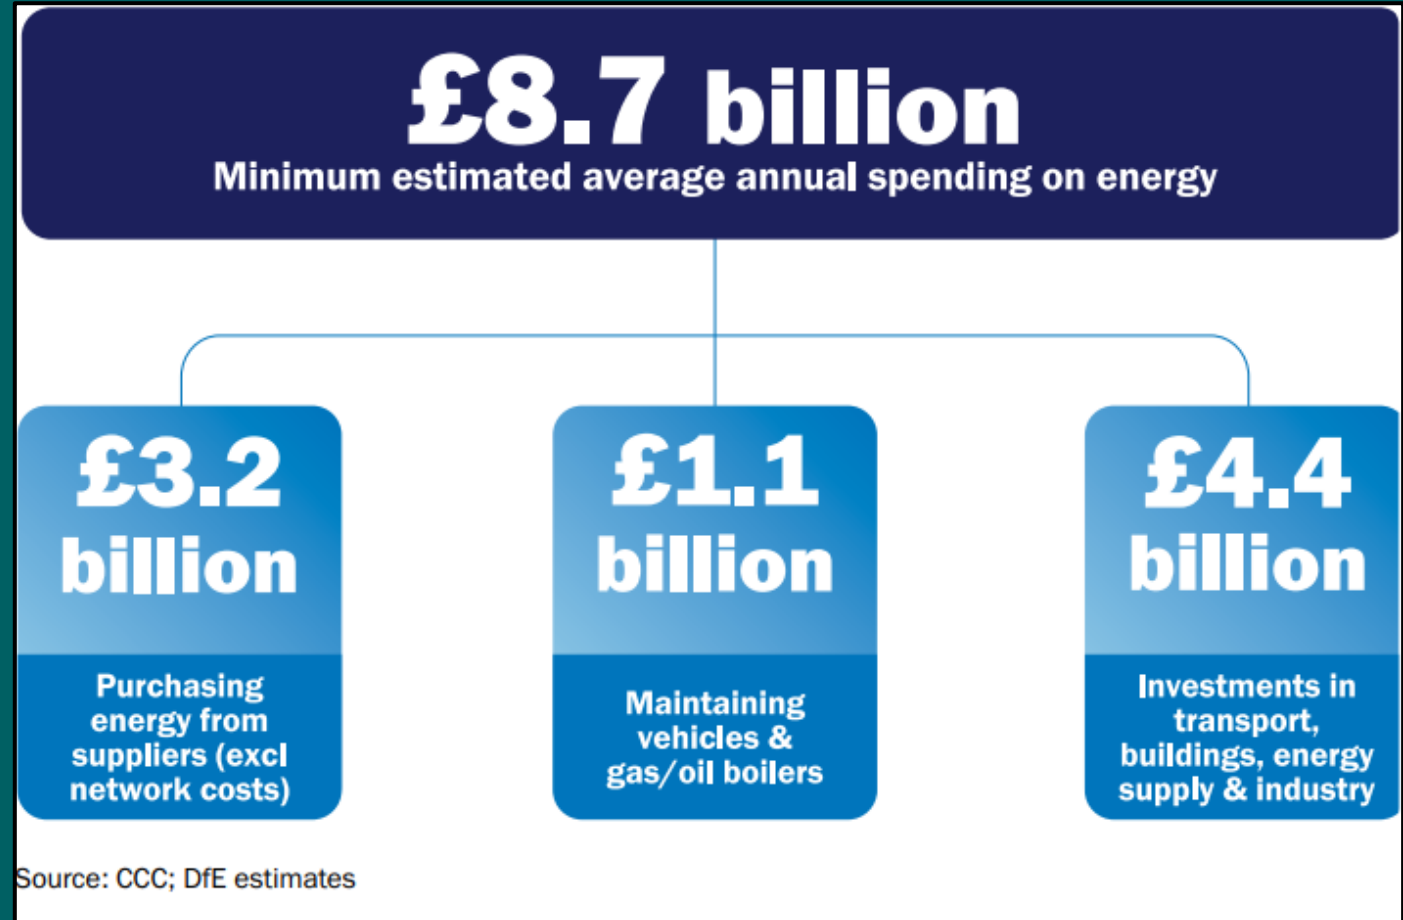 £8.7 billion
Minimum estimated average annual spending on energy
£3.2
billion
Purchasing
energy from
suppliers (excl
network costs)
£1.1
billion
Maintaining
vehicles &
gas/oil boilers
£4.4
billion
Investments in
transport,
buildings, energy
supply & industry
Source: CCC; DfE estimates